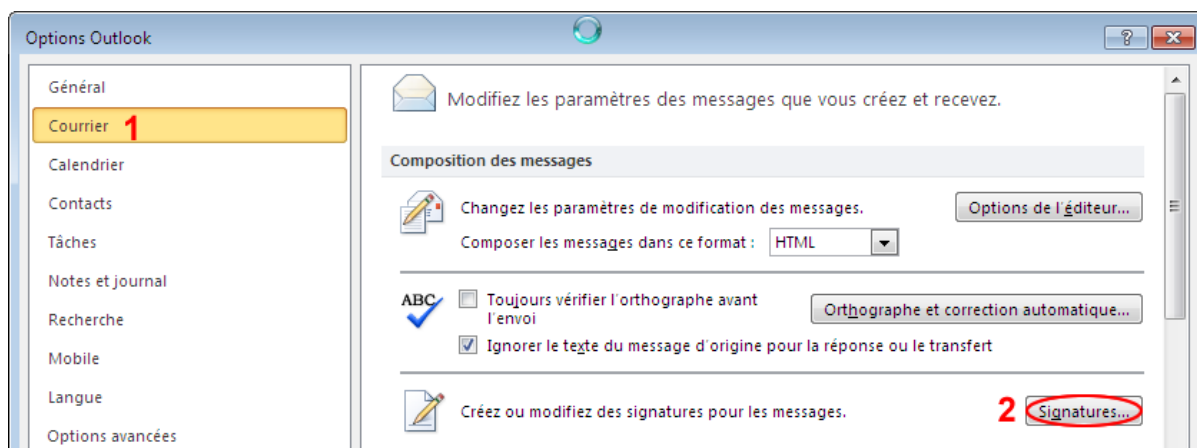 Options Outlook
?
Général
Courrier 1
Calendrier
Contacts
Tâches
Notes et journal
Recherche
Mobile
Langue
Options avancées
Modifiez les paramètres des messages que vous créez et recevez.
Composition des messages
Changez les paramètres de modification des messages.
Options de l'éditeur...
Composer les messages dans ce format : HTML
ABC
Toujours vérifier l'orthographe avant
l'envoi
Orthographe et correction automatique...
Ignorer le texte du message d'origine pour la réponse ou le transfert
Créez ou modifiez des signatures pour les messages.
2 Signatures...